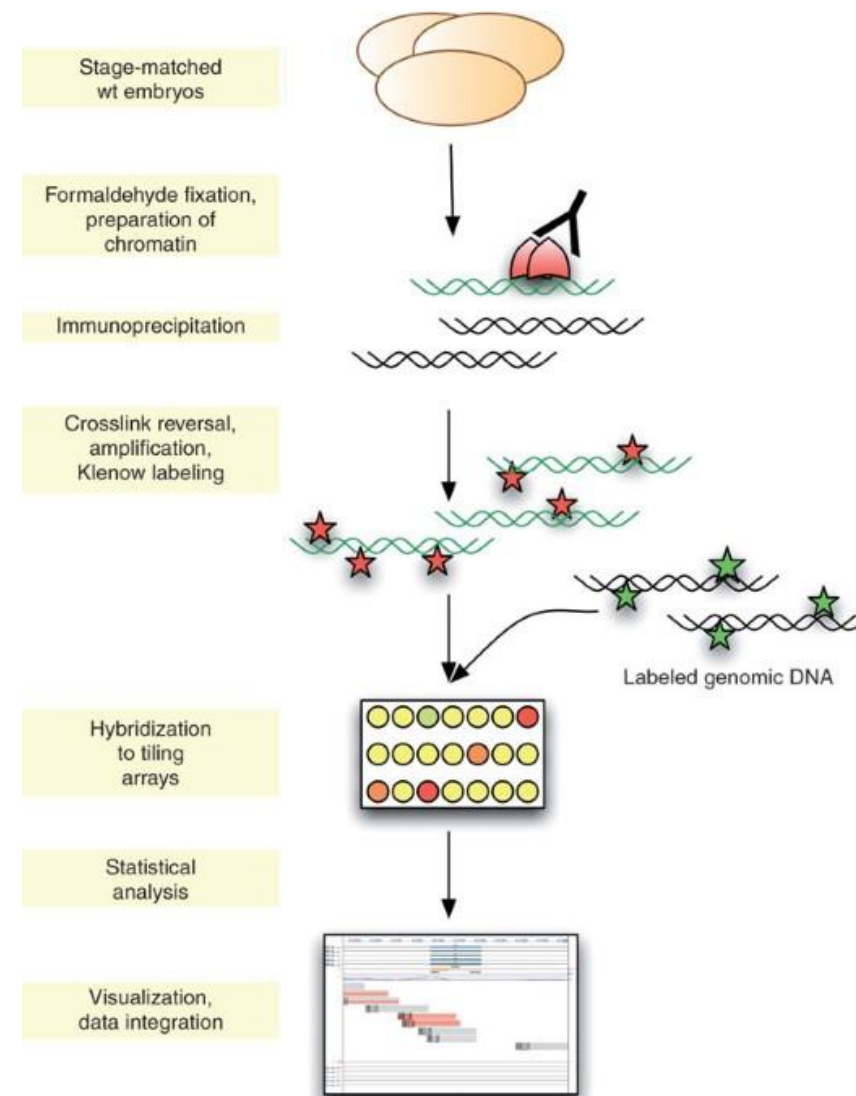 Stage-matched
wt embryos
Formaldehyde fixation,
preparation of
chromatin
Immunoprecipitation
Crosslink reversal,
amplification,
Klenow labeling
Labeled genomic DNA
Hybridization
to tiling
arrays
Statistical
analysis
Visualization,
data integration